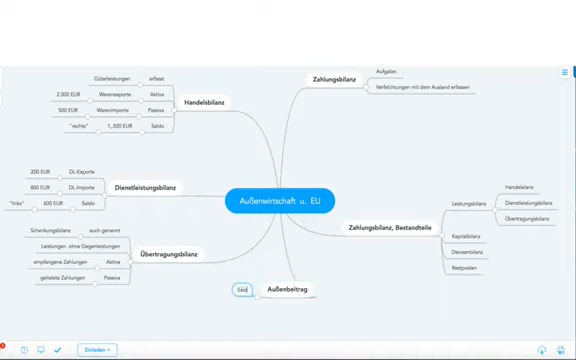 Zahlungsbilanz
Aufgabe:
Verfelchtungen mit dem Ausland erfassen
Handelsbilanz
Güterleistungen erfasst
2.000 EUR Warenexporte Aktiva
500 EUR Warenimporte Passiva
"rechts" 1,.500 EUR Saldo
Dienstleistungsbilanz
200 EUR DL-Exporte
800 EUR DL-Importe
"links" 600 EUR Saldo
Außenwirtschaft u. EU
Übertragungsbilanz
Schenkungsbilanz auch genannt
Leistungen ohne Gegenleistungen
empfangene Zahlungen Aktiva
geleistete Zahlungen Passiva
Zahlungsbilanz, Bestandteile
Leistungsbilanz
Handelsbilanz
Dienstleistungsbilanz
Übertragungsbilanz
Kapitalbilanz
Devisenbilanz
Restposten
Außenbeitrag
Einladen